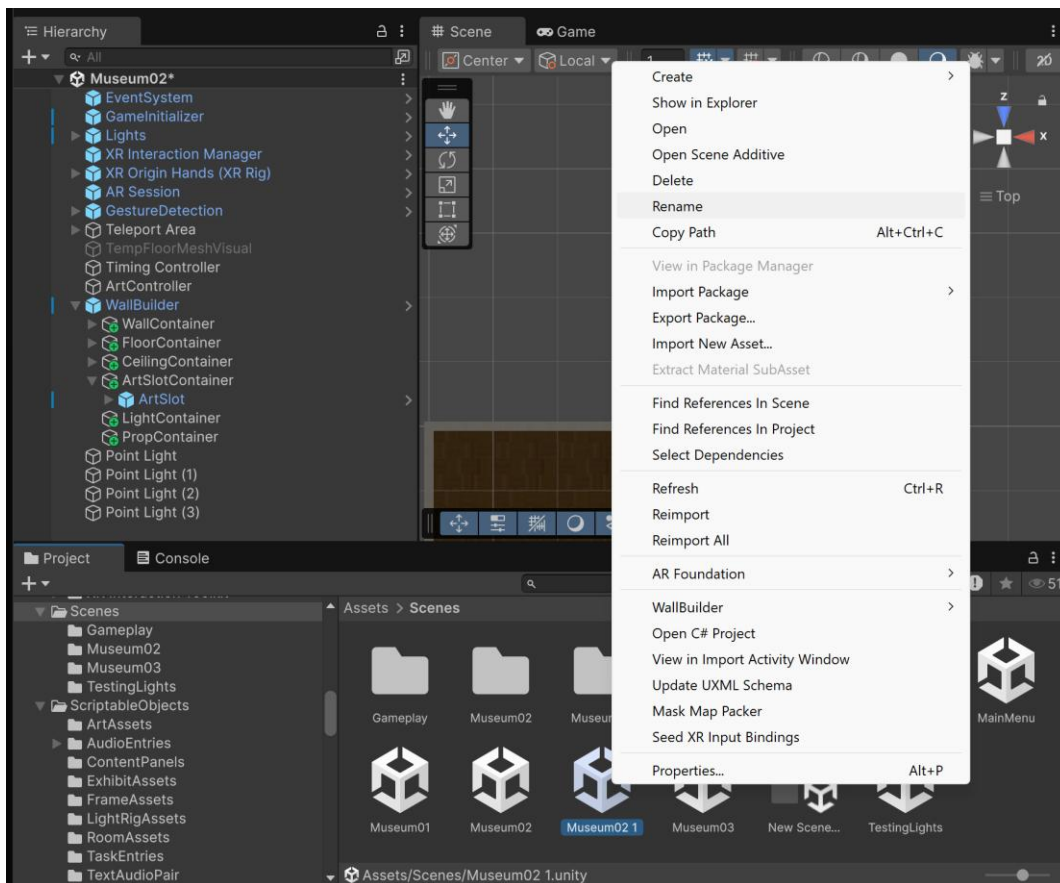 Hierarchy
All
Museum02*
EventSystem
GameInitializer
Lights
XR Interaction Manager
XR Origin Hands (XR Rig)
AR Session
GestureDetection
Teleport Area
TempFloorMeshVisual
Timing Controller
ArtController
WallBuilder
WallContainer
FloorContainer
CeilingContainer
ArtSlotContainer
ArtSlot
LightContainer
PropContainer
Point Light
Point Light (1)
Point Light (2)
Point Light (3)
Scene
Game
Center
Local
1
2D
z
x
Top
Create
Show in Explorer
Open
Open Scene Additive
Delete
Rename
Copy Path Alt+Ctrl+C
View in Package Manager
Import Package
Export Package...
Import New Asset...
Extract Material SubAsset
Find References In Scene
Find References In Project
Select Dependencies
Refresh Ctrl+R
Reimport
Reimport All
AR Foundation
WallBuilder
Open C# Project
View in Import Activity Window
Update UXML Schema
Mask Map Packer
Seed XR Input Bindings
Properties... Alt+P
Project
Console
51
Scenes
Gameplay
Museum02
Museum03
TestingLights
ScriptableObjects
ArtAssets
AudioEntries
ContentPanels
ExhibitAssets
FrameAssets
LightRigAssets
RoomAssets
TaskEntries
TextAudioPair
Assets > Scenes
Gameplay
Museum02
Museu
MainMenu
Museum01
Museum02
Museum02 1
Museum03
New Scene...
TestingLights
Assets/Scenes/Museum02 1.unity